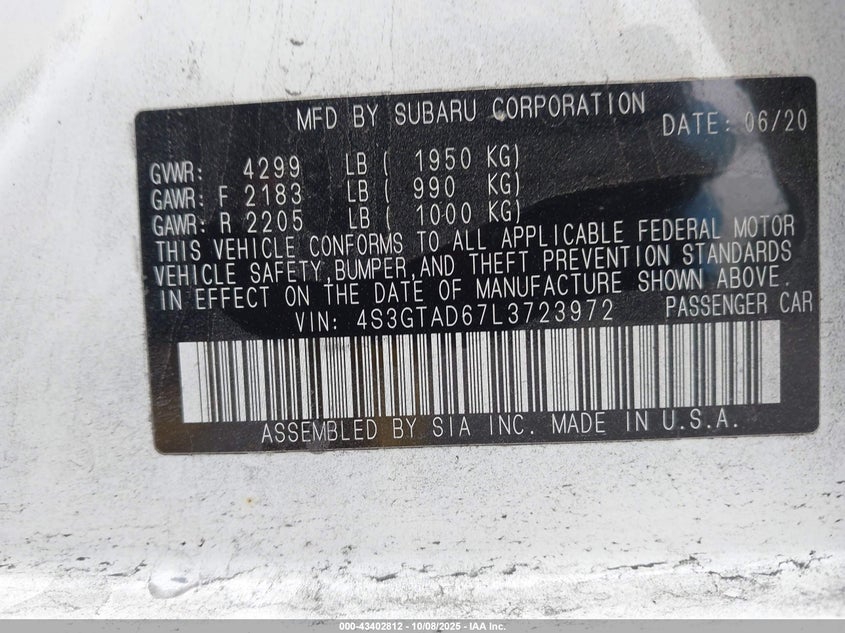 MFD BY SUBARU CORPORATION DATE: 06/20
GVWR: 4299 LB ( 1950 KG)
GAWR: F 2183 LB ( 990 KG)
GAWR: R 2205 LB ( 1000 KG)
THIS VEHICLE CONFORMS TO ALL APPLICABLE FEDERAL MOTOR
VEHICLE SAFETY,BUMPER,AND THEFT PREVENTION STANDARDS
IN EFFECT ON THE DATE OF MANUFACTURE SHOWN ABOVE.
VIN: 4S3GTAD67L3723972 PASSENGER CAR
ASSEMBLED BY SIA INC. MADE IN U.S.A.
000-43402812 - 10/08/2025 - IAA Inc.